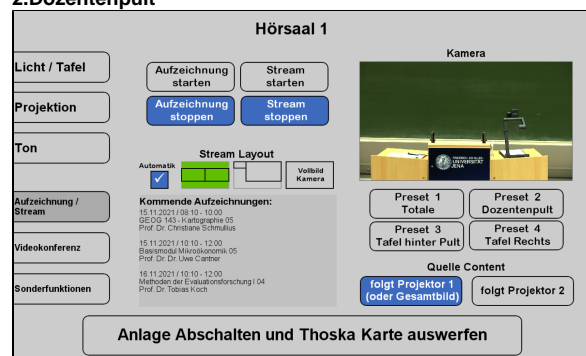 2.Dozentenpult
Hörsaal 1
Licht / Tafel
Projektion
Ton
Aufzeichnung /
Stream
Videokonferenz
Sonderfunktionen
Aufzeichnung
starten
Stream
starten
Aufzeichnung
stoppen
Stream
stoppen
Stream Layout
Automatik
Vollbild
Kamera
Kommende Aufzeichnungen:
15.11.2021 / 08:10 - 10:00
GEOG 143 - Kartographie 05
Prof. Dr. Christiane Schmullius
15.11.2021 / 10:10 - 12:00
Basismodul Mikroökonomik 05
Prof. Dr. Dr. Uwe Cantner
16.11.2021 / 10:10 - 12:00
Methoden der Evaluationsforschung I 04
Prof. Dr. Tobias Koch
Kamera
FRIEDRICH-SCHILLER-
UNIVERSITÄT
JENA
Preset 1
Totale
Preset 2
Dozentenpult
Preset 3
Tafel hinter Pult
Preset 4
Tafel Rechts
Quelle Content
folgt Projektor 1
(oder Gesamtbild)
folgt Projektor 2
Anlage Abschalten und Thoska Karte auswerfen